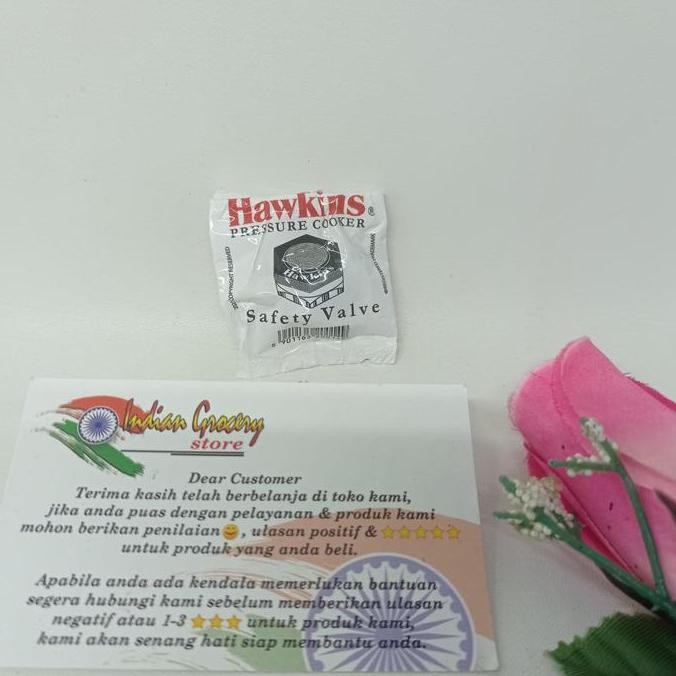 Hawkins®
PRESSURE COOKER
Hawkins
Safety Valve
Indian Grocery
store
Dear Customer
Terima kasih telah berbelanja di toko kami,
jika anda puas dengan pelayanan & produk kami
mohon berikan penilaian😊, ulasan positif & ⭐⭐⭐⭐⭐
untuk produk yang anda beli.
Apabila anda ada kendala memerlukan bantuan
segera hubungi kami sebelum memberikan ulasan
negatif atau 1-3 ⭐⭐⭐ untuk produk kami,
kami akan senang hati siap membantu anda.